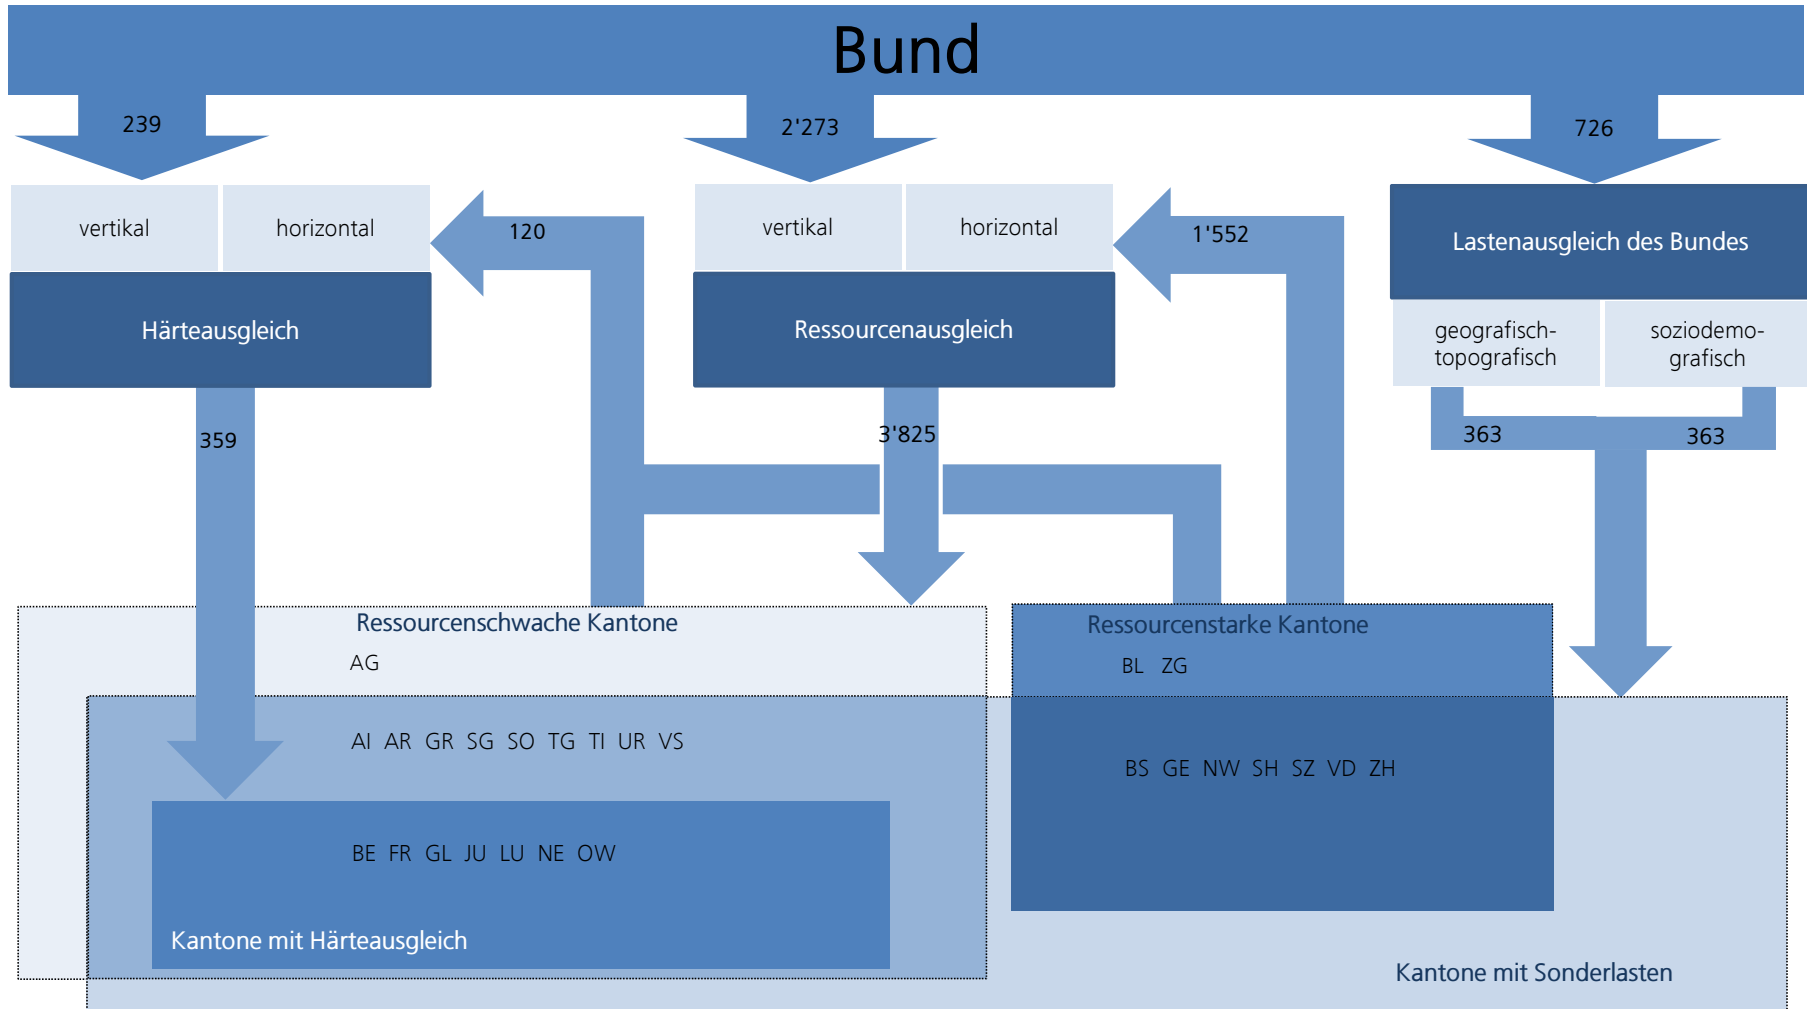 Bund
239
2'273
726
vertikal
horizontal
120
vertikal
horizontal
1'552
Lastenausgleich des Bundes
Härteausgleich
Ressourcenausgleich
geografisch-
topografisch
soziodemo-
grafisch
359
3'825
363
363
Ressourcenschwache Kantone
AG
Ressourcenstarke Kantone
BL ZG
AI AR GR SG SO TG TI UR VS
BS GE NW SH SZ VD ZH
BE FR GL JU LU NE OW
Kantone mit Härteausgleich
Kantone mit Sonderlasten